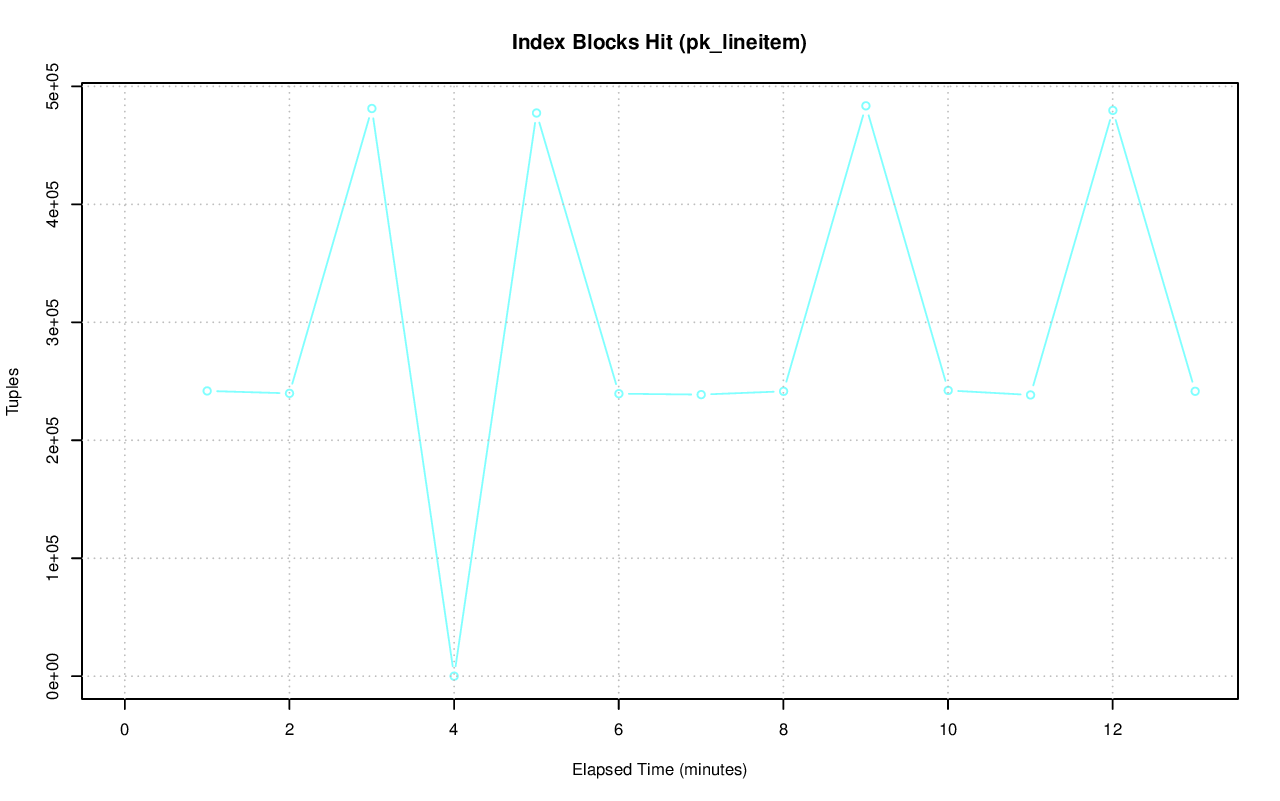 Index Blocks Hit (pk_lineitem)
Tuples
5e+05
4e+05
3e+05
2e+05
1e+05
0e+00
0 2 4 6 8 10 12
Elapsed Time (minutes)